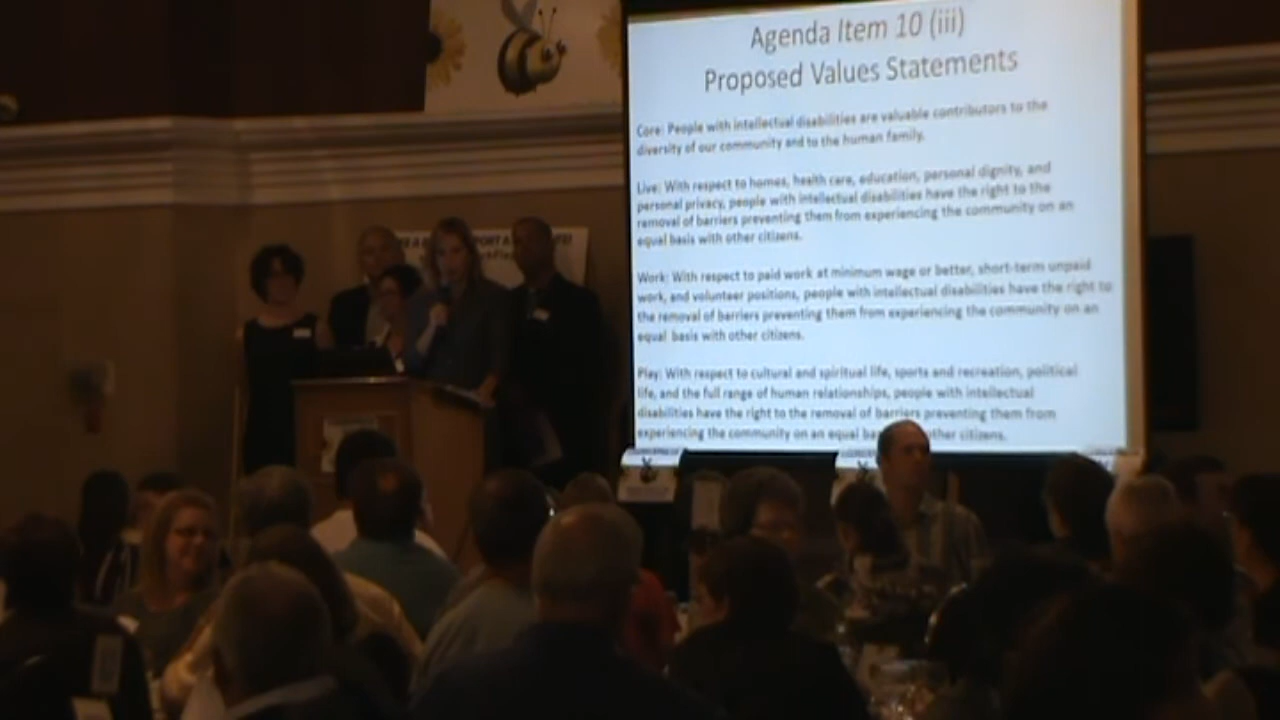 Agenda Item 10 (iii)
Proposed Values Statements
Core: People with intellectual disabilities are valuable contributors to the
diversity of our community and to the human family.
Live: With respect to homes, health care, education, personal dignity, and
personal privacy, people with intellectual disabilities have the right to the
removal of barriers preventing them from experiencing the community on an
equal basis with other citizens.
Work: With respect to paid work at minimum wage or better, short-term unpaid
work, and volunteer positions, people with intellectual disabilities have the right to
the removal of barriers preventing them from experiencing the community on an
equal basis with other citizens.
Play: With respect to cultural and spiritual life, sports and recreation, political
life, and the full range of human relationships, people with intellectual
disabilities have the right to the removal of barriers preventing them from
experiencing the community on an equal ba other citizens.